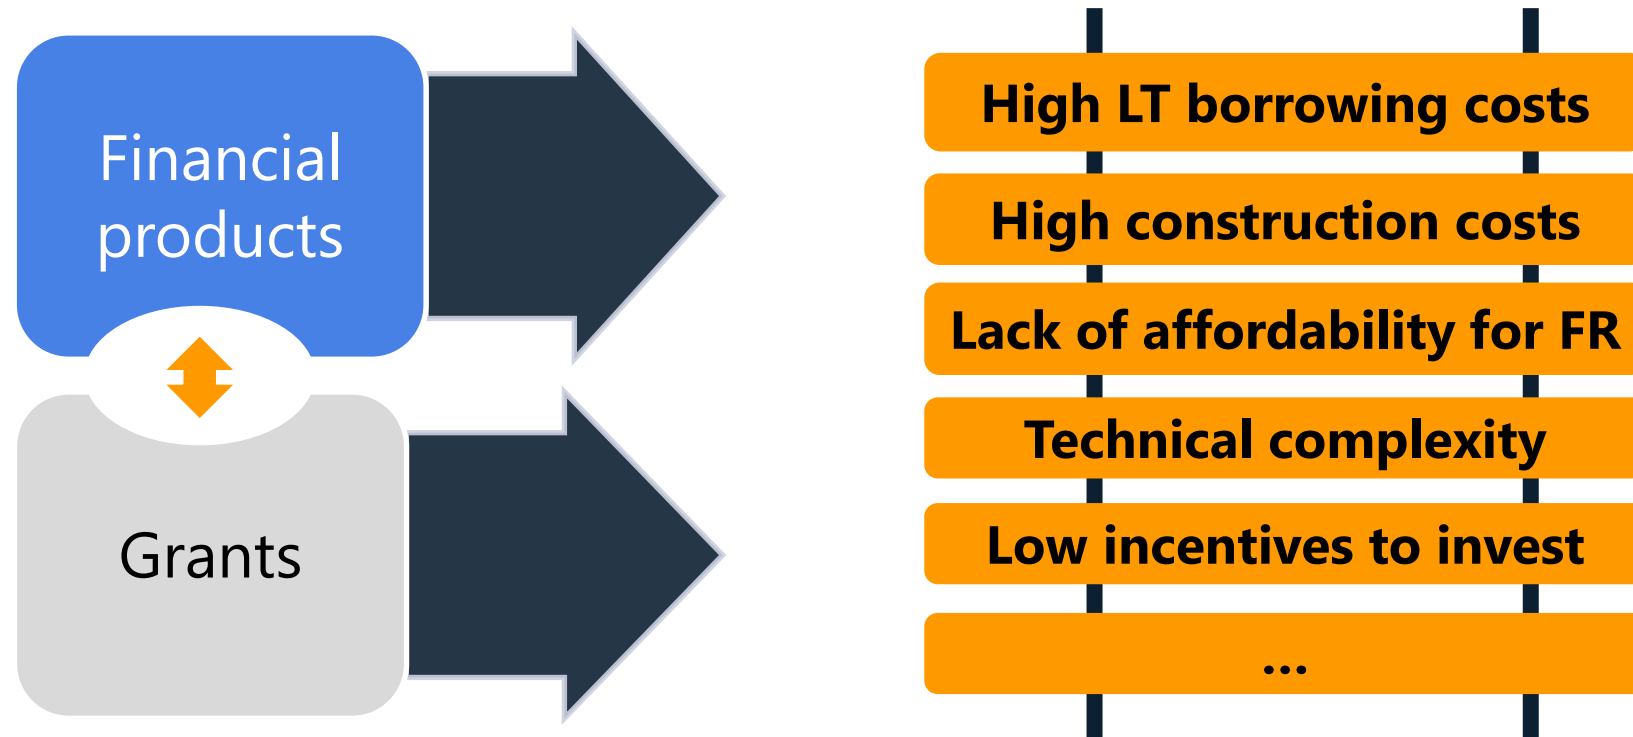 Financial
products
Grants
High LT borrowing costs
High construction costs
Lack of affordability for FR
Technical complexity
Low incentives to invest
...